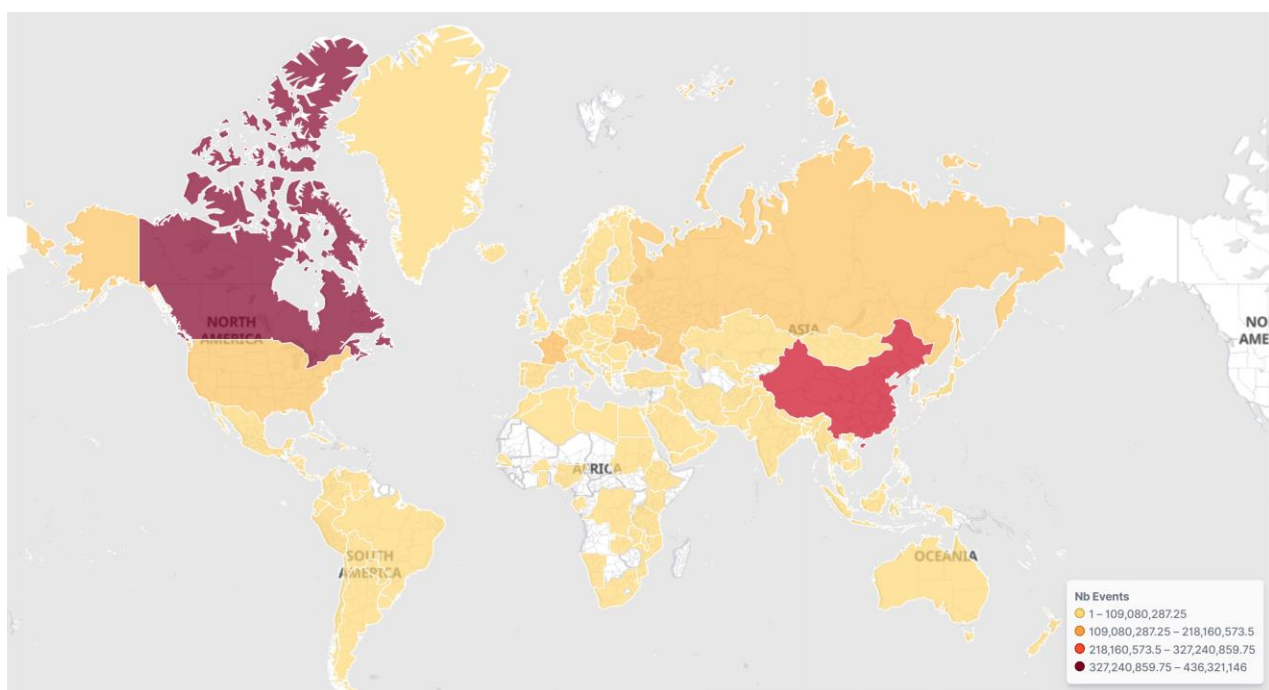 NORTH
AMERICA
ASIA
NO
AME
AFRICA
SOUTH
AMERICA
OCEANIA
Nb Events
1 – 109,080,287.25
109,080,287.25 – 218,160,573.5
218,160,573.5 – 327,240,859.75
327,240,859.75 – 436,321,146